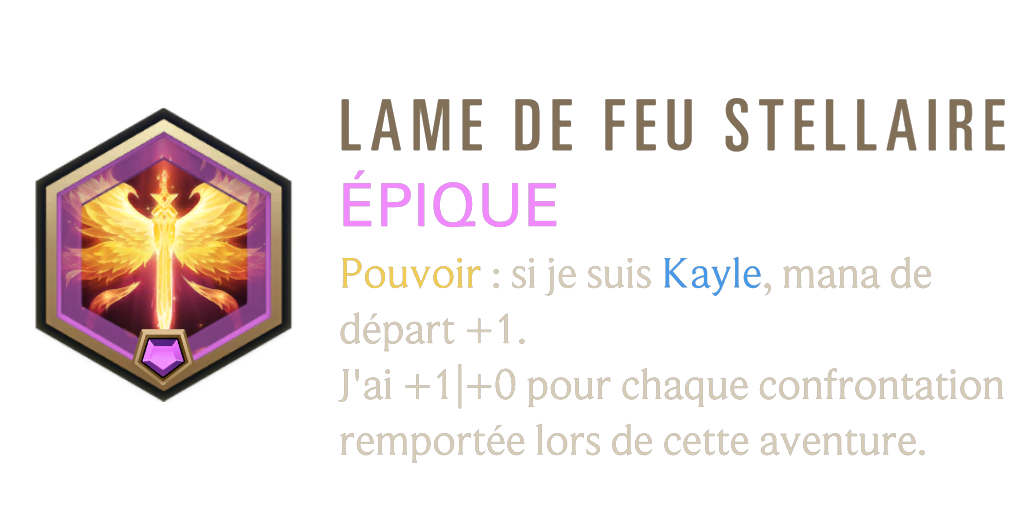 LAME DE FEU STELLAIRE
ÉPIQUE
Pouvoir : si je suis Kayle, mana de
départ +1.
J'ai +1|+0 pour chaque confrontation
remportée lors de cette aventure.